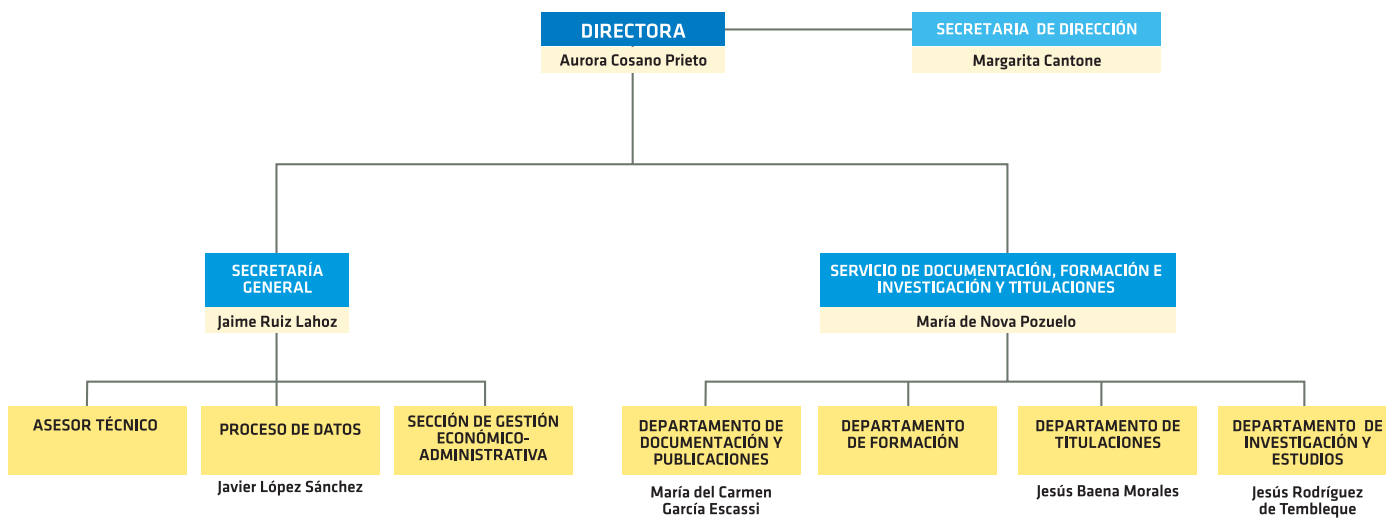 DIRECTORA
Aurora Cosano Prieto
SECRETARIA DE DIRECCIÓN
Margarita Cantone
SECRETARÍA
GENERAL
Jaime Ruiz Lahoz
SERVICIO DE DOCUMENTACIÓN, FORMACIÓN E
INVESTIGACIÓN Y TITULACIONES
María de Nova Pozuelo
ASESOR TÉCNICO
PROCESO DE DATOS
Javier López Sánchez
SECCIÓN DE GESTIÓN
ECONÓMICO-
ADMINISTRATIVA
DEPARTAMENTO DE
DOCUMENTACIÓN Y
PUBLICACIONES
María del Carmen
García Escassi
DEPARTAMENTO
DE FORMACIÓN
DEPARTAMENTO DE
TITULACIONES
Jesús Baena Morales
DEPARTAMENTO DE
INVESTIGACIÓN Y
ESTUDIOS
Jesús Rodríguez
de Tembleque